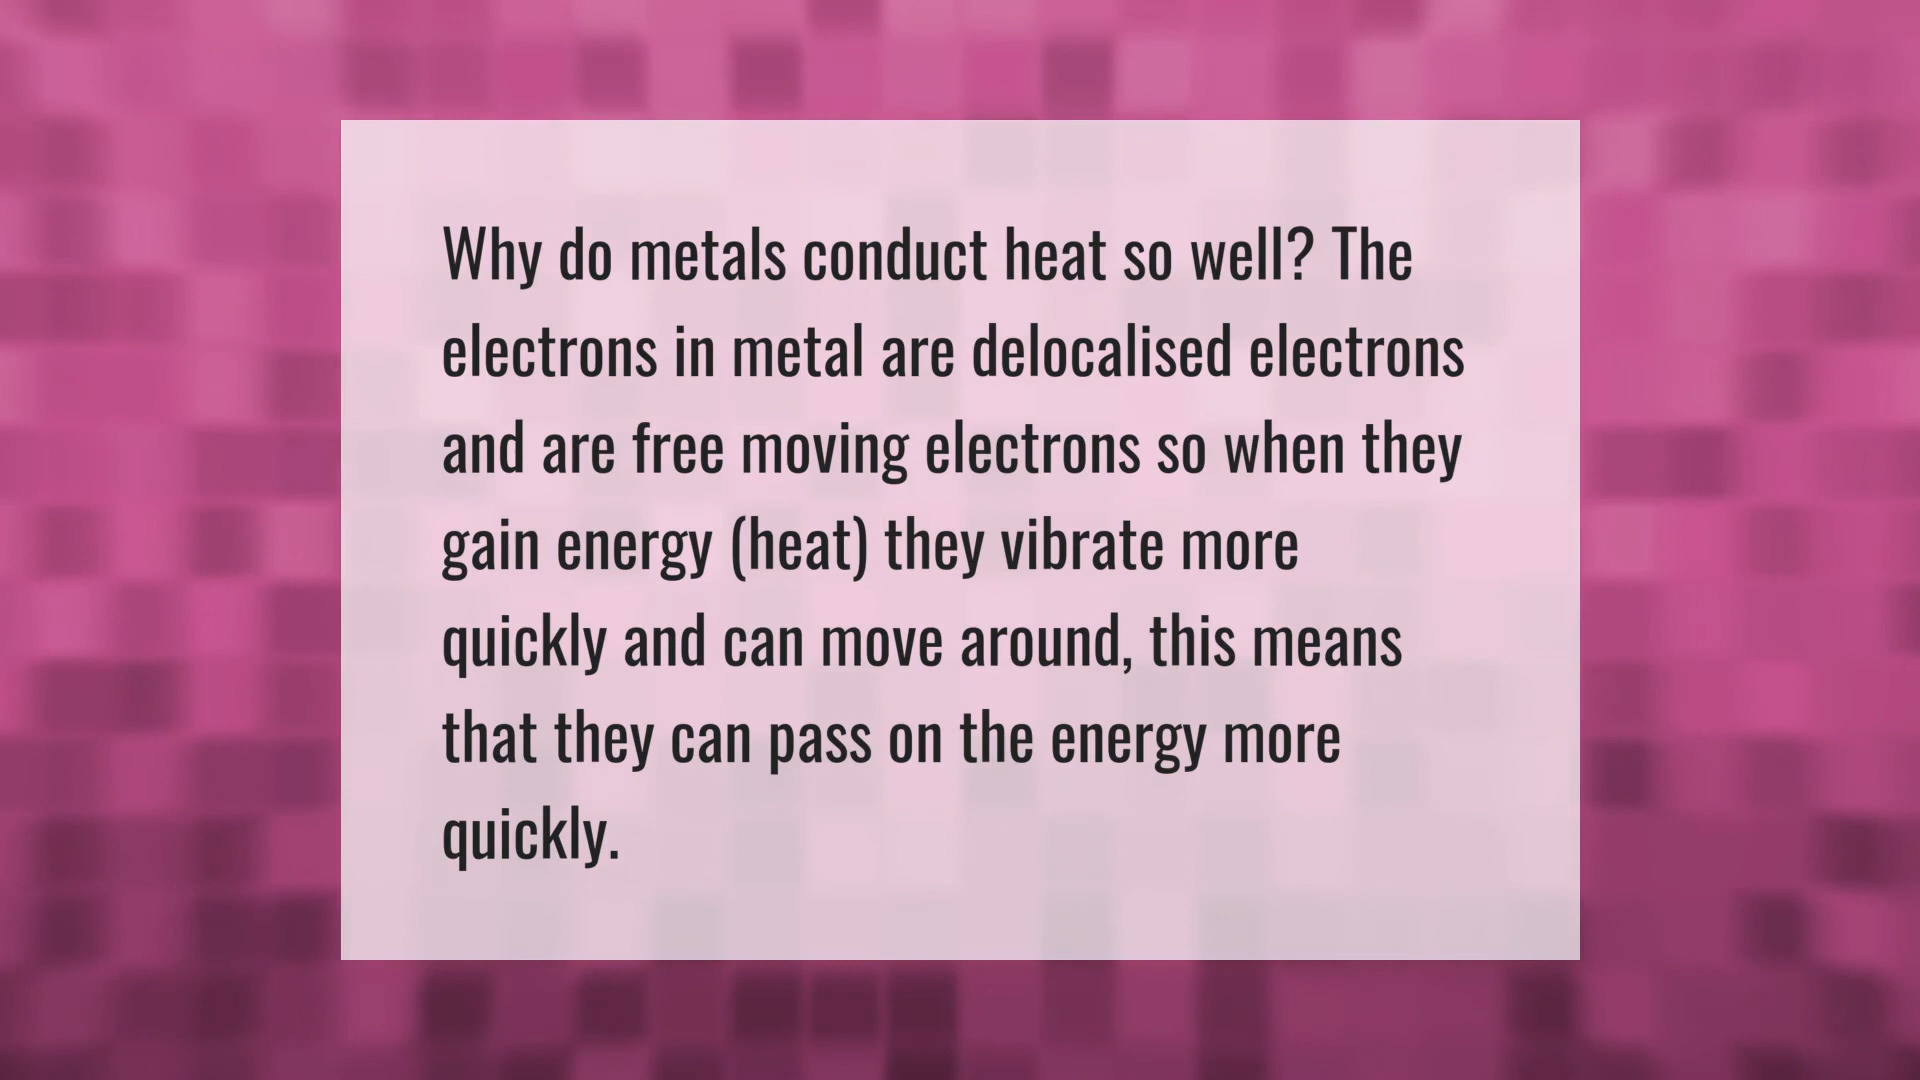 Why do metals conduct heat so well? The
electrons in metal are delocalised electrons
and are free moving electrons so when they
gain energy (heat) they vibrate more
quickly and can move around, this means
that they can pass on the energy more
quickly.